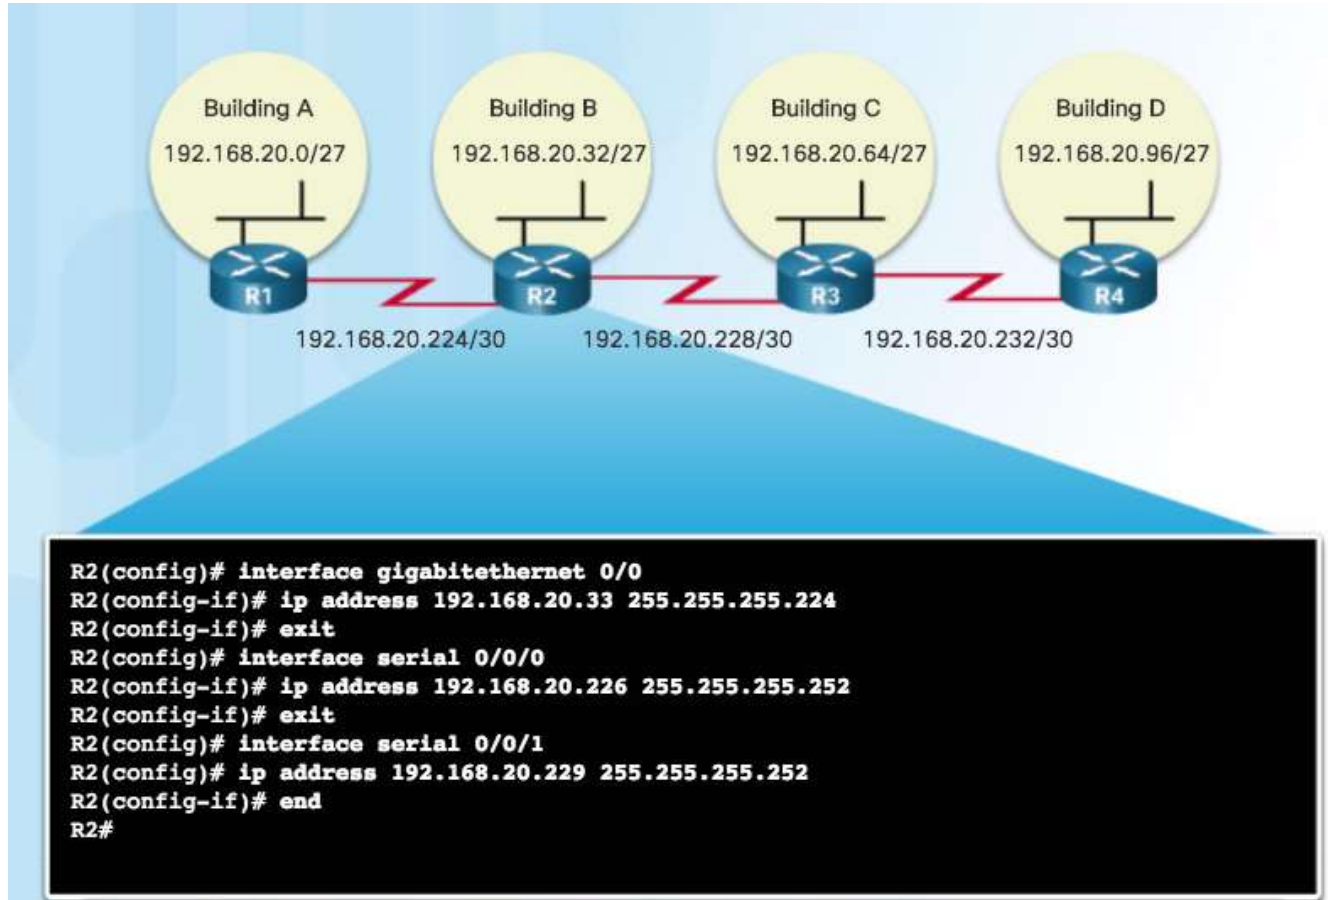 Building A
192.168.20.0/27
Building B
192.168.20.32/27
Building C
192.168.20.64/27
Building D
192.168.20.96/27
R1
R2
R3
R4
192.168.20.224/30
192.168.20.228/30
192.168.20.232/30
R2(config)# interface gigabitethernet 0/0
R2(config-if)# ip address 192.168.20.33 255.255.255.224
R2(config-if)# exit
R2(config)# interface serial 0/0/0
R2(config-if)# ip address 192.168.20.226 255.255.255.252
R2(config-if)# exit
R2(config)# interface serial 0/0/1
R2(config)# ip address 192.168.20.229 255.255.255.252
R2(config-if)# end
R2#